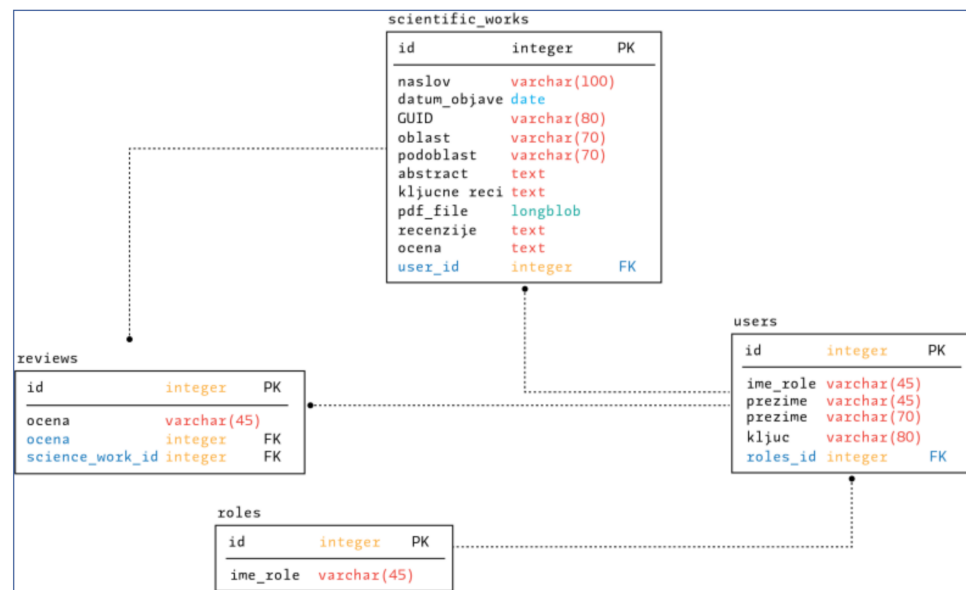 scientific_works
id integer PK
naslov varchar(100)
datum_objave date
GUID varchar(80)
oblast varchar(70)
podoblast varchar(70)
abstract text
kljucne reci text
pdf_file longblob
recenzije text
ocena text
user_id integer FK
users
id integer PK
ime_role varchar(45)
prezime varchar(45)
prezime varchar(70)
kljuc varchar(80)
roles_id integer FK
reviews
id integer PK
ocena varchar(45)
ocena integer FK
science_work_id integer FK
roles
id integer PK
ime_role varchar(45)